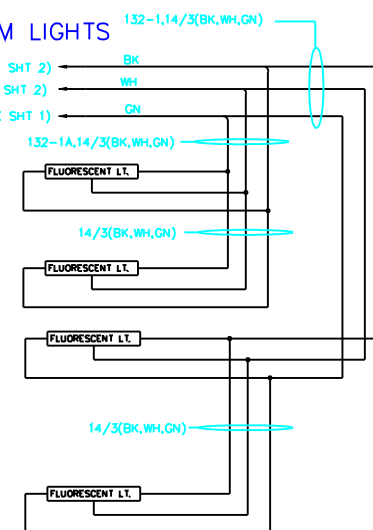 132-1,14/3(BK,WH,GN)
M LIGHTS
BK
SHT 2)
WH
SHT 2)
GN
SHT 1)
132-1A,14/3(BK,WH,GN)
FLUORESCENT LT.
14/3(BK,WH,GN)
FLUORESCENT LT.
FLUORESCENT LT.
14/3(BK,WH,GN)
FLUORESCENT LT.